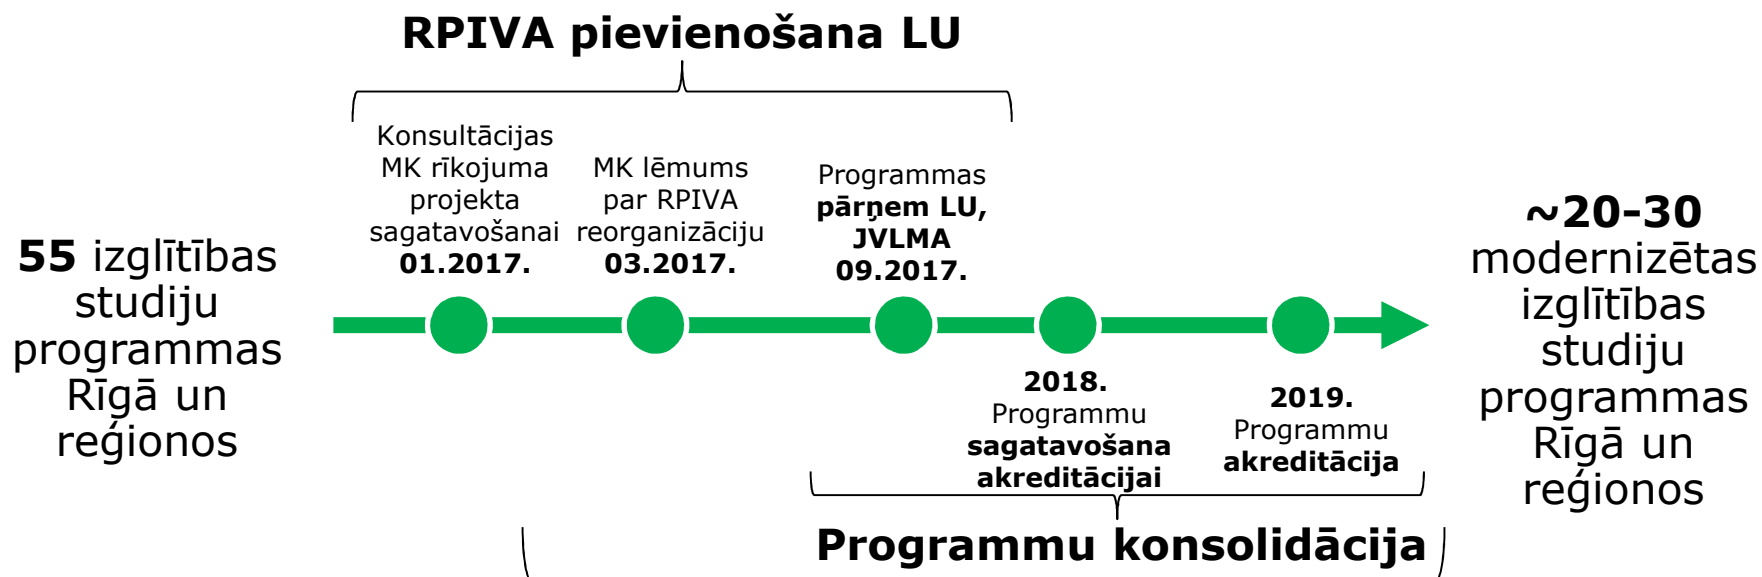 RPIVA pievienošana LU
Konsultācijas
MK rīkojuma
projekta
sagatavošanai
01.2017.
MK lēmums
par RPIVA
reorganizāciju
03.2017.
Programmas
pārņem LU,
JVLMA
09.2017.
55 izglītības
studiju
programmas
Rīgā un
reģionos
~20-30
modernizētas
izglītības
studiju
programmas
Rīgā un
reģionos
2018.
Programmu
sagatavošana
akreditācijai
2019.
Programmu
akreditācija
Programmu konsolidācija